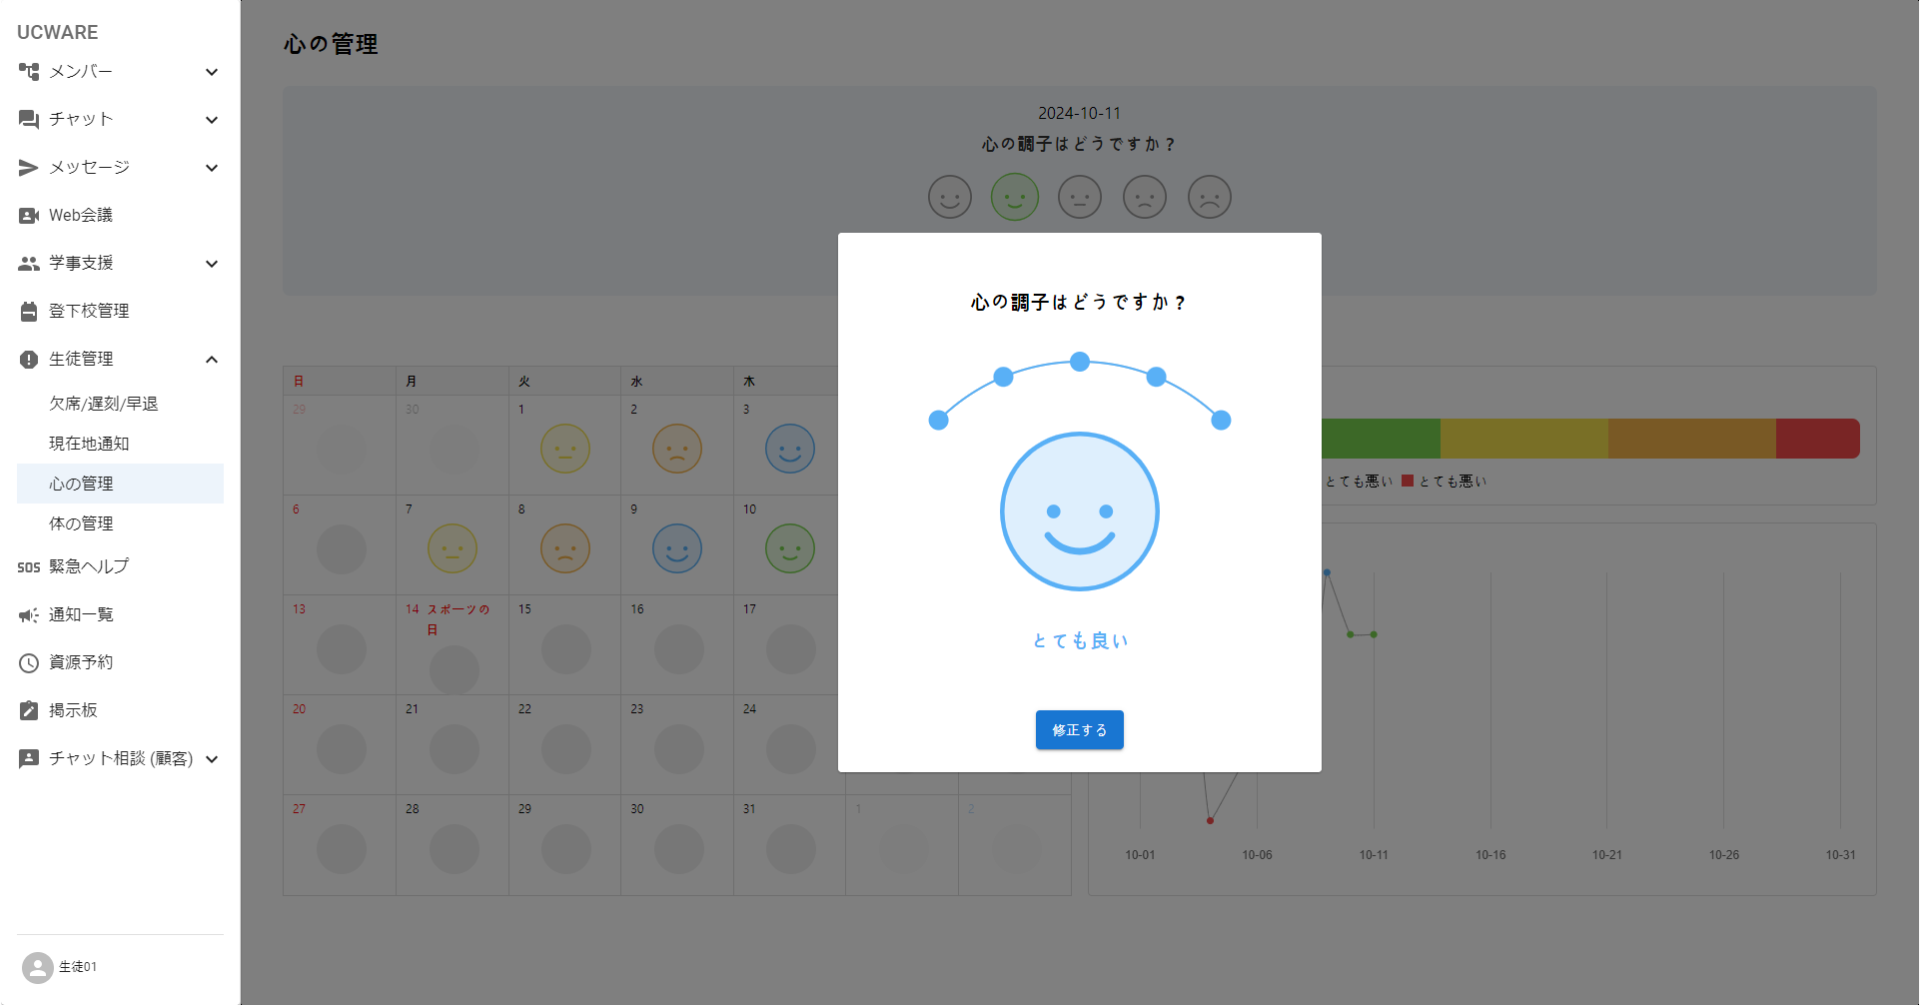 UCWARE
メンバー
チャット
メッセージ
Web会議
学事支援
登下校管理
生徒管理
欠席/遅刻/早退
現在地通知
心の管理
体の管理
SOS 緊急ヘルプ
通知一覧
資源予約
掲示板
チャット相談 (顧客)
生徒01
心の管理
2024-10-11
心の調子はどうですか？
心の調子はどうですか？
とても良い
修正する
日 月 火 水 木
29 30 1 2 3
6 7 8 9 10
13 14 スポーツの日 15 16 17
20 21 22 23 24
27 28 29 30 31 1 2
とても悪い とても悪い
10-01 10-06 10-11 10-16 10-21 10-26 10-31